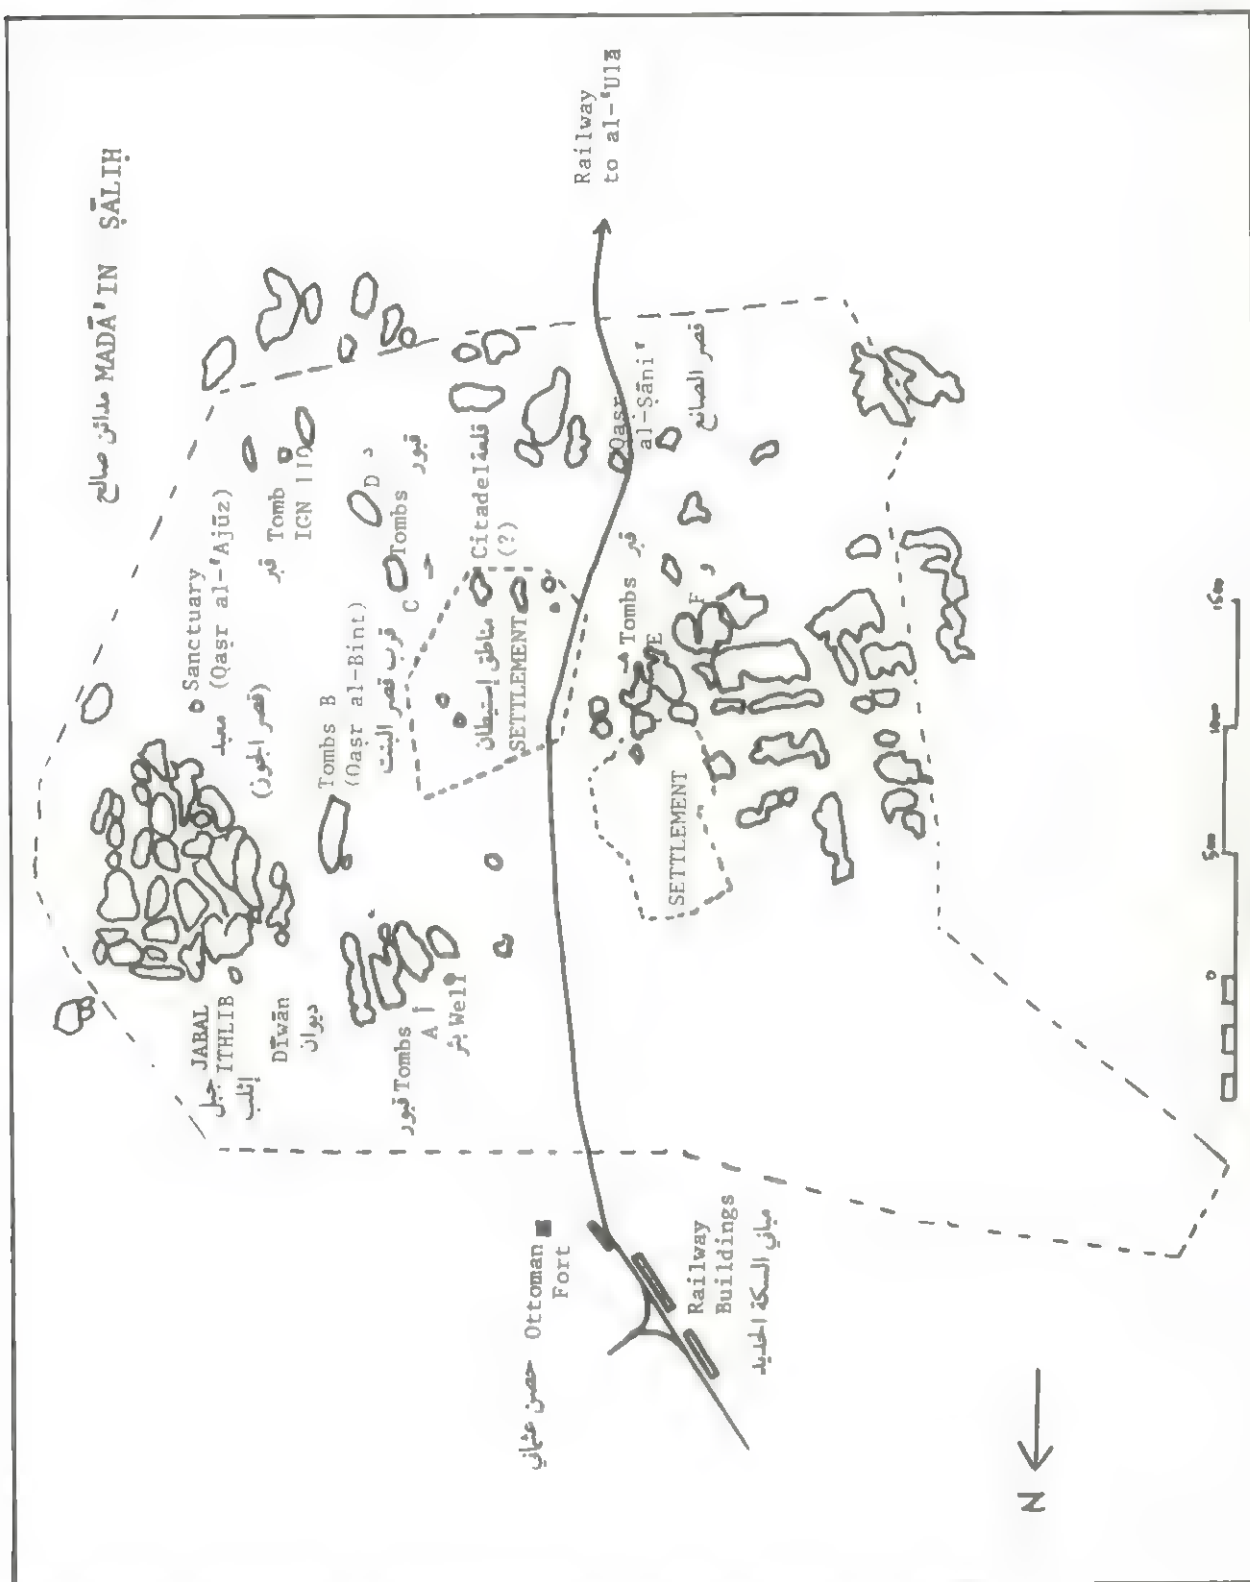 مدائن صالح MADĀ'IN ṢĀLIḤ
Railway
to al-'Ulā
Sanctuary
(Qaṣr al-'Ajūz)
معبد
(قصر العجوز)
قبر Tomb
IGN 110
Tombs B
(Qaṣr al-Bint)
قرب قصر البنت
C
D د
Tombs قبور
Citadel قلعة
(?)
مناطق إستيطان
SETTLEMENT
Qaṣr
al-Ṣāni'
قصر الصانع
Tombs قبر
E
F و
SETTLEMENT
JABAL
ITHLIB
جبل
إثلب
Dīwān
ديوان
قبور Tombs
A أ
بئر Well
حصن عثماني Ottoman
Fort
Railway
Buildings
مباني السكة الحديد
N
0
500
1000
1500